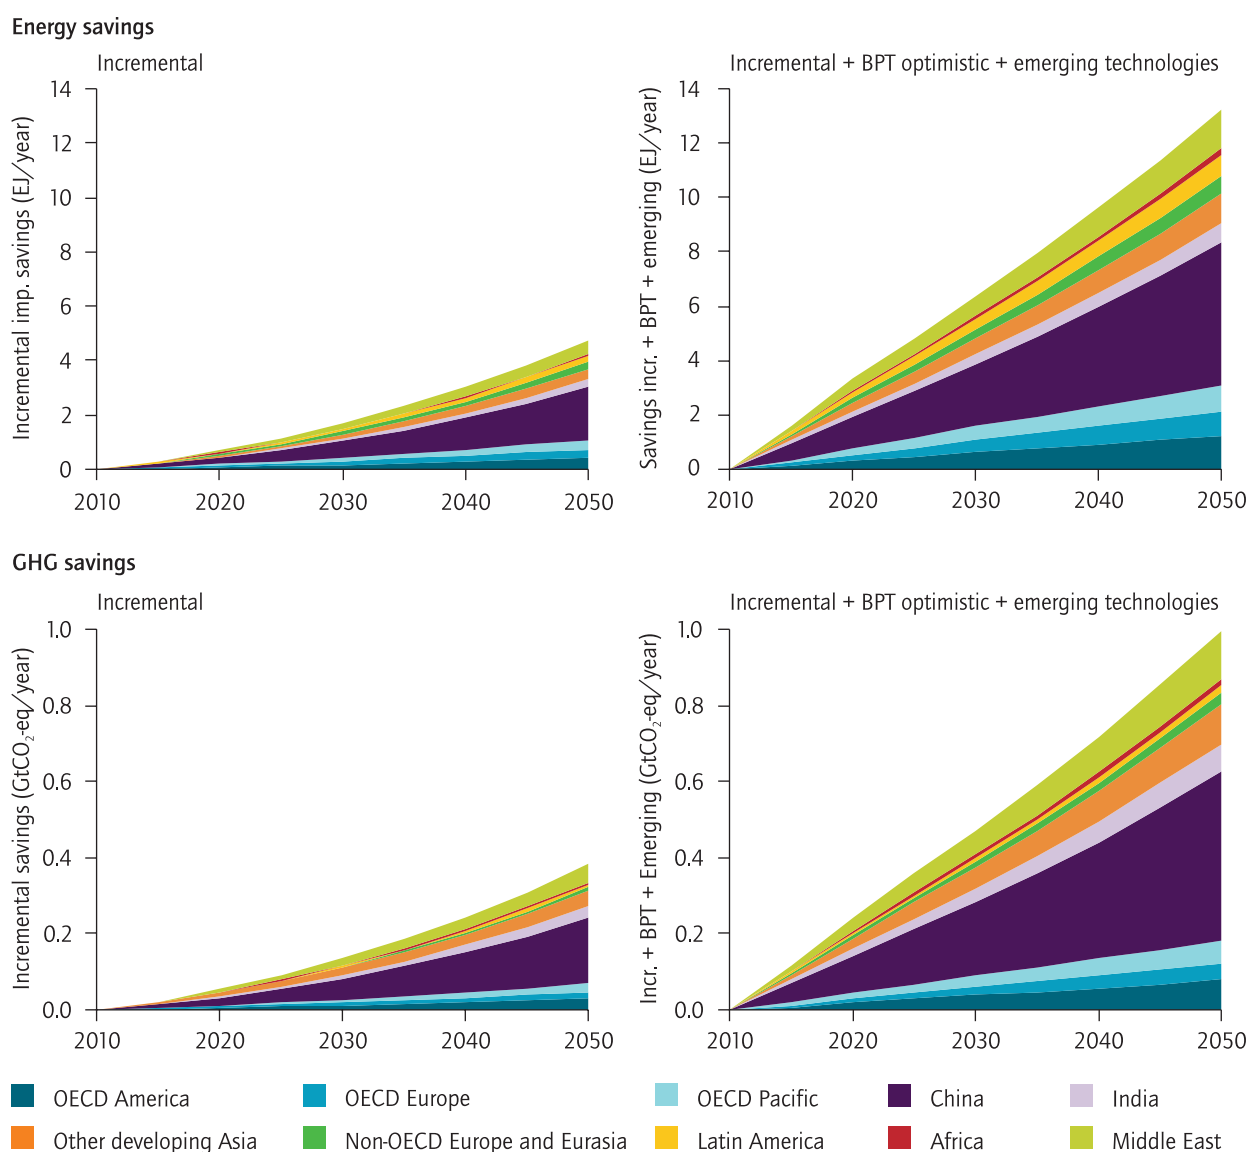 Energy savings
Incremental
Incremental imp. savings (EJ/year)
14
12
10
8
6
4
2
0
2010 2020 2030 2040 2050
Incremental + BPT optimistic + emerging technologies
Savings incr. + BPT + emerging (EJ/year)
14
12
10
8
6
4
2
0
2010 2020 2030 2040 2050
GHG savings
Incremental
Incremental savings (GtCO₂-eq/year)
1.0
0.8
0.6
0.4
0.2
0.0
2010 2020 2030 2040 2050
Incremental + BPT optimistic + emerging technologies
Incr. + BPT + Emerging (GtCO₂-eq/year)
1.0
0.8
0.6
0.4
0.2
0.0
2010 2020 2030 2040 2050
OECD America OECD Europe OECD Pacific China India
Other developing Asia Non-OECD Europe and Eurasia Latin America Africa Middle East